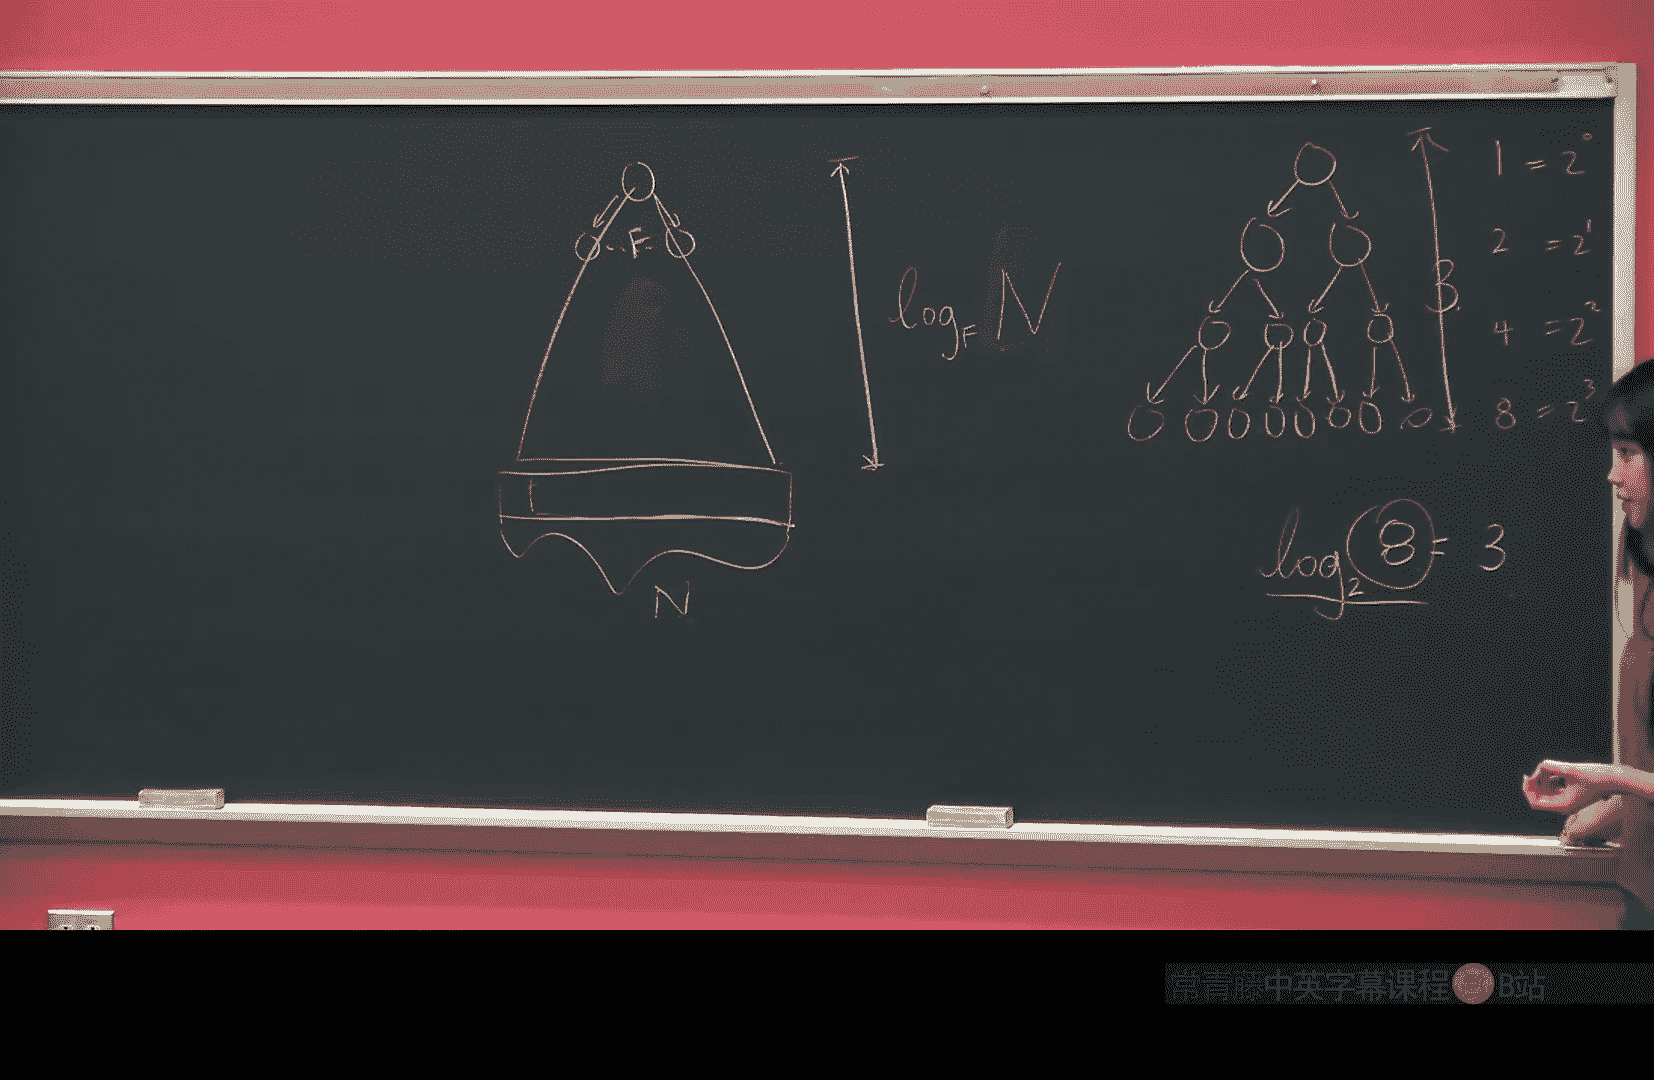 F
log_F N
N
1 = 2^0
2 = 2^1
3
4 = 2^2
8 = 2^3
log_2 8 = 3
常青藤中英字幕课程 B站